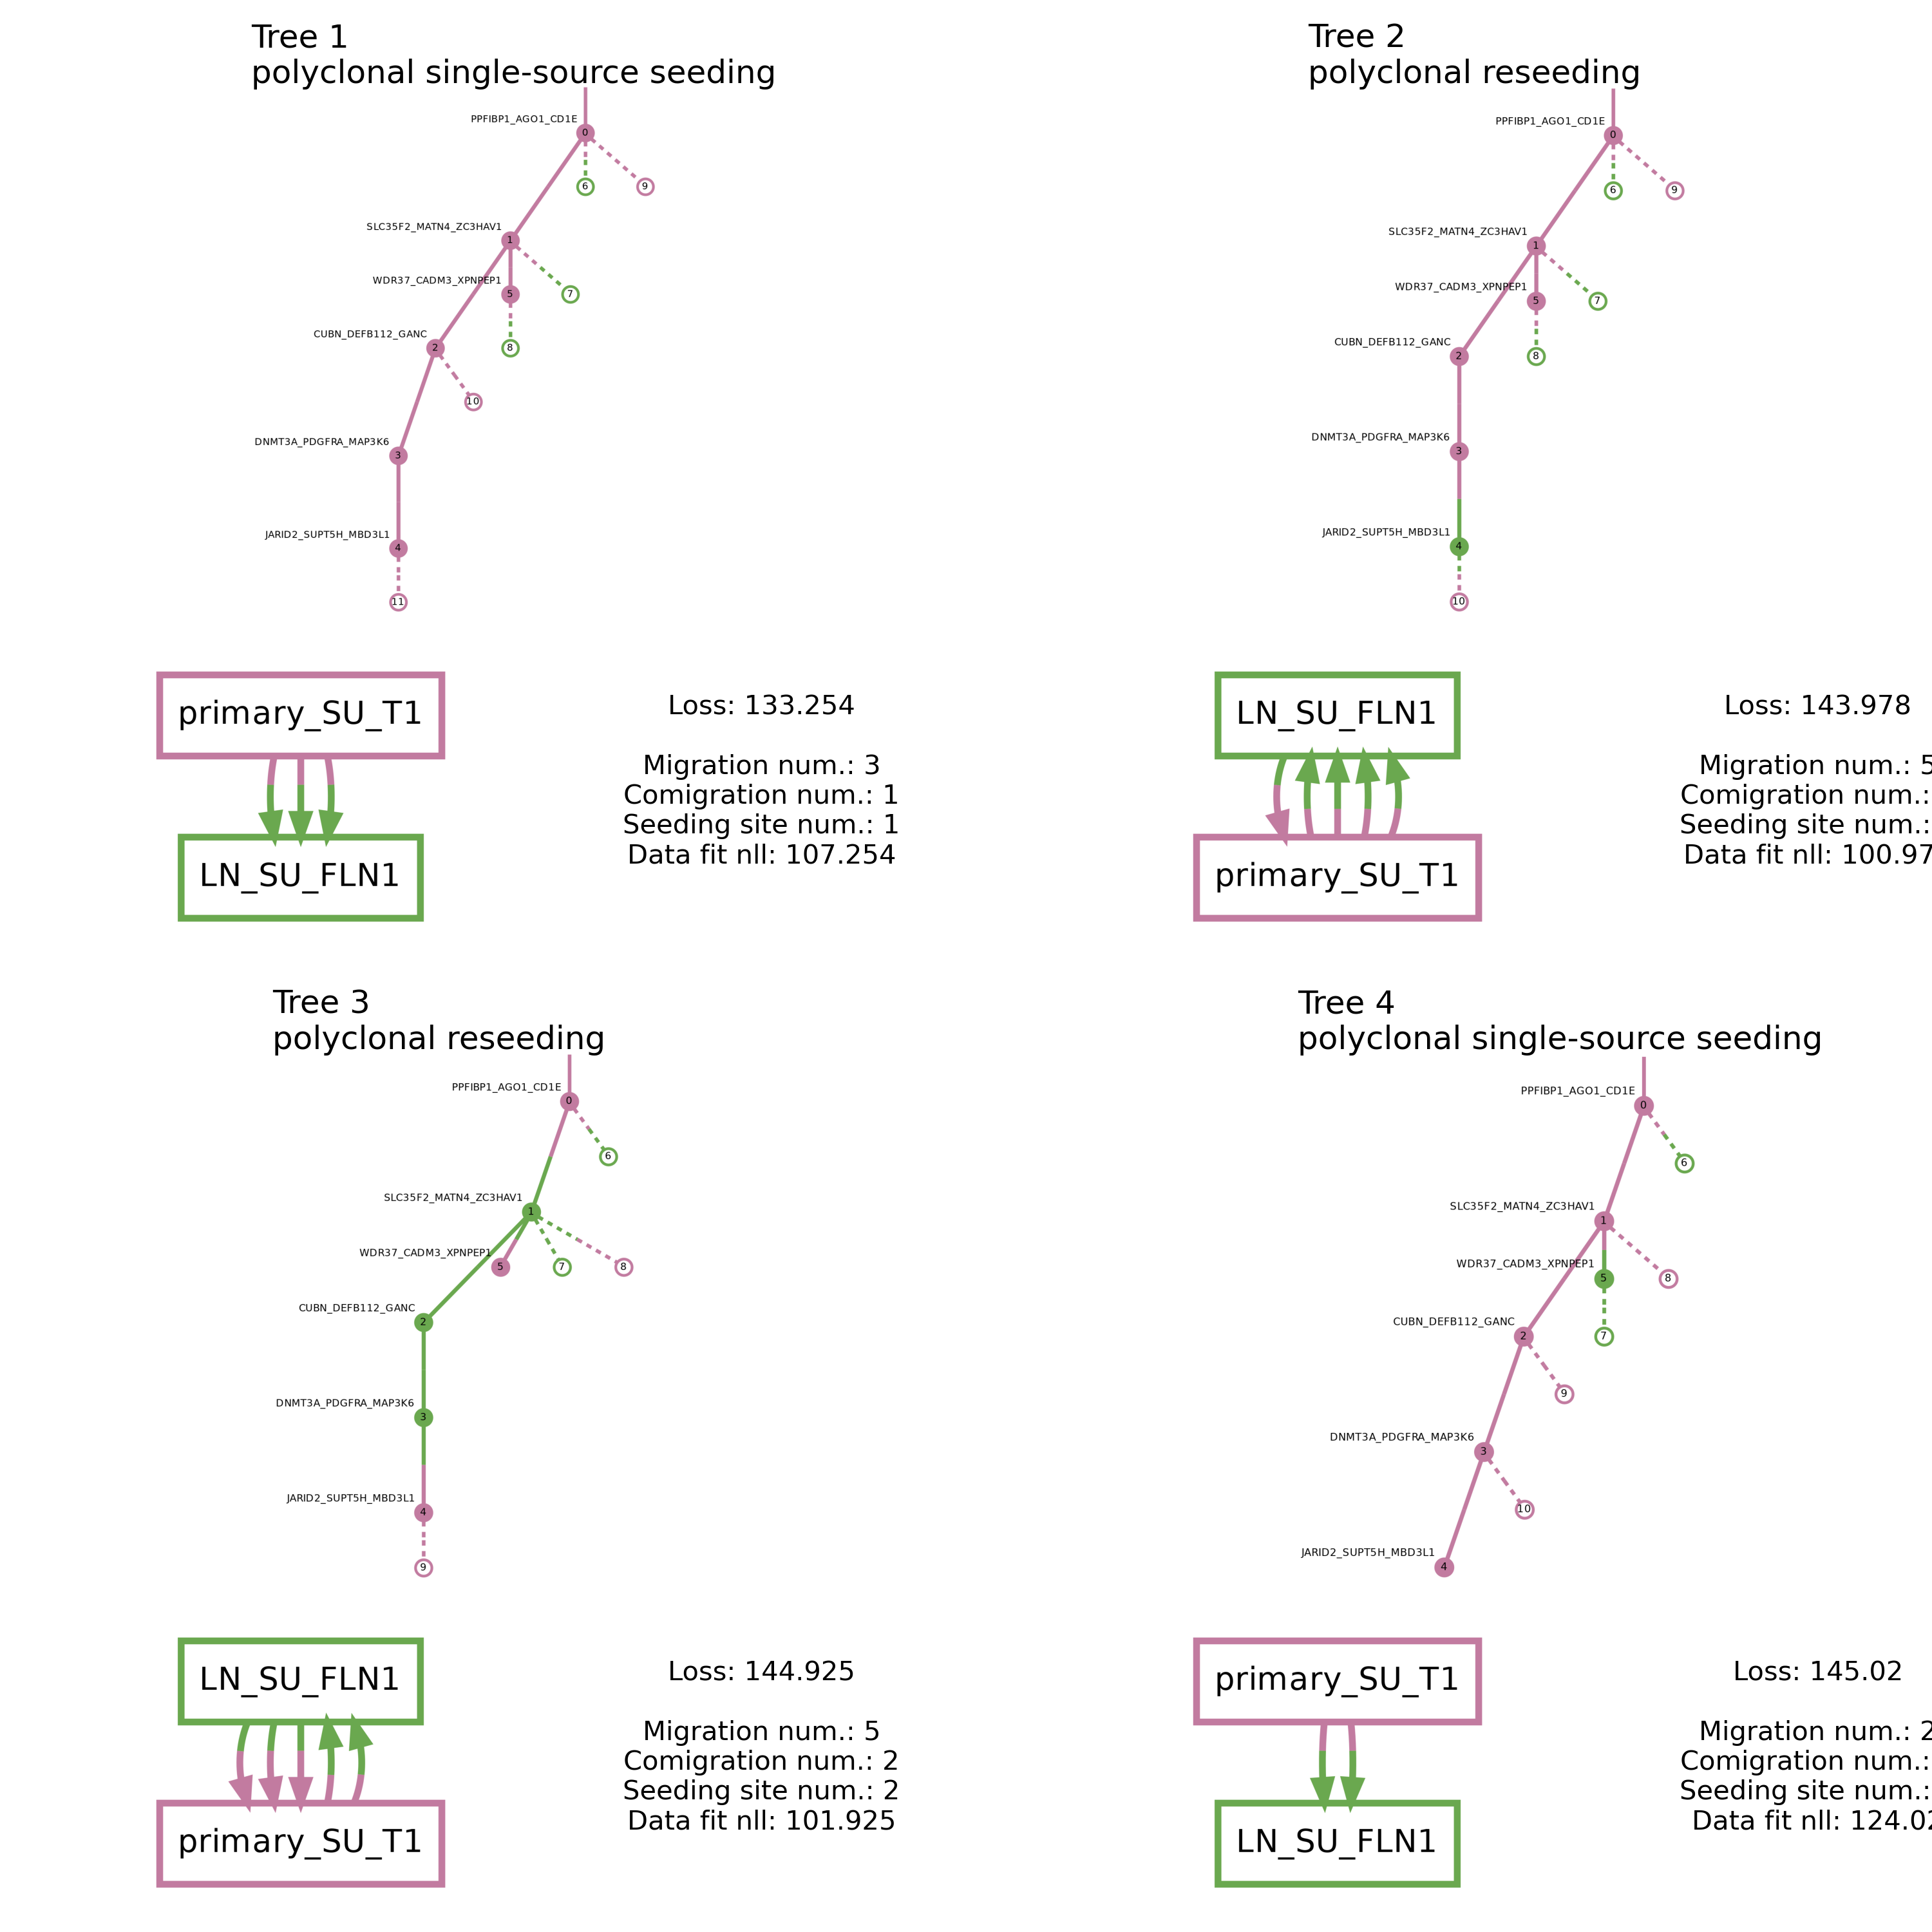 Tree 1
polyclonal single-source seeding
PPFIBP1_AGO1_CD1E
0
6
9
SLC35F2_MATN4_ZC3HAV1
1
WDR37_CADM3_XPNPEP1
5
7
CUBN_DEFB112_GANC
2
8
10
DNMT3A_PDGFRA_MAP3K6
3
JARID2_SUPT5H_MBD3L1
4
11
primary_SU_T1
LN_SU_FLN1
Loss: 133.254
Migration num.: 3
Comigration num.: 1
Seeding site num.: 1
Data fit nll: 107.254
Tree 2
polyclonal reseeding
PPFIBP1_AGO1_CD1E
0
6
9
SLC35F2_MATN4_ZC3HAV1
1
WDR37_CADM3_XPNPEP1
5
7
CUBN_DEFB112_GANC
2
8
DNMT3A_PDGFRA_MAP3K6
3
JARID2_SUPT5H_MBD3L1
4
10
LN_SU_FLN1
primary_SU_T1
Loss: 143.978
Migration num.: 5
Comigration num.:
Seeding site num.:
Data fit nll: 100.97
Tree 3
polyclonal reseeding
PPFIBP1_AGO1_CD1E
0
6
SLC35F2_MATN4_ZC3HAV1
1
WDR37_CADM3_XPNPEP1
5
7
8
CUBN_DEFB112_GANC
2
DNMT3A_PDGFRA_MAP3K6
3
JARID2_SUPT5H_MBD3L1
4
9
LN_SU_FLN1
primary_SU_T1
Loss: 144.925
Migration num.: 5
Comigration num.: 2
Seeding site num.: 2
Data fit nll: 101.925
Tree 4
polyclonal single-source seeding
PPFIBP1_AGO1_CD1E
0
6
SLC35F2_MATN4_ZC3HAV1
1
WDR37_CADM3_XPNPEP1
5
8
CUBN_DEFB112_GANC
2
7
9
DNMT3A_PDGFRA_MAP3K6
3
10
JARID2_SUPT5H_MBD3L1
4
primary_SU_T1
LN_SU_FLN1
Loss: 145.02
Migration num.: 2
Comigration num.:
Seeding site num.:
Data fit nll: 124.02